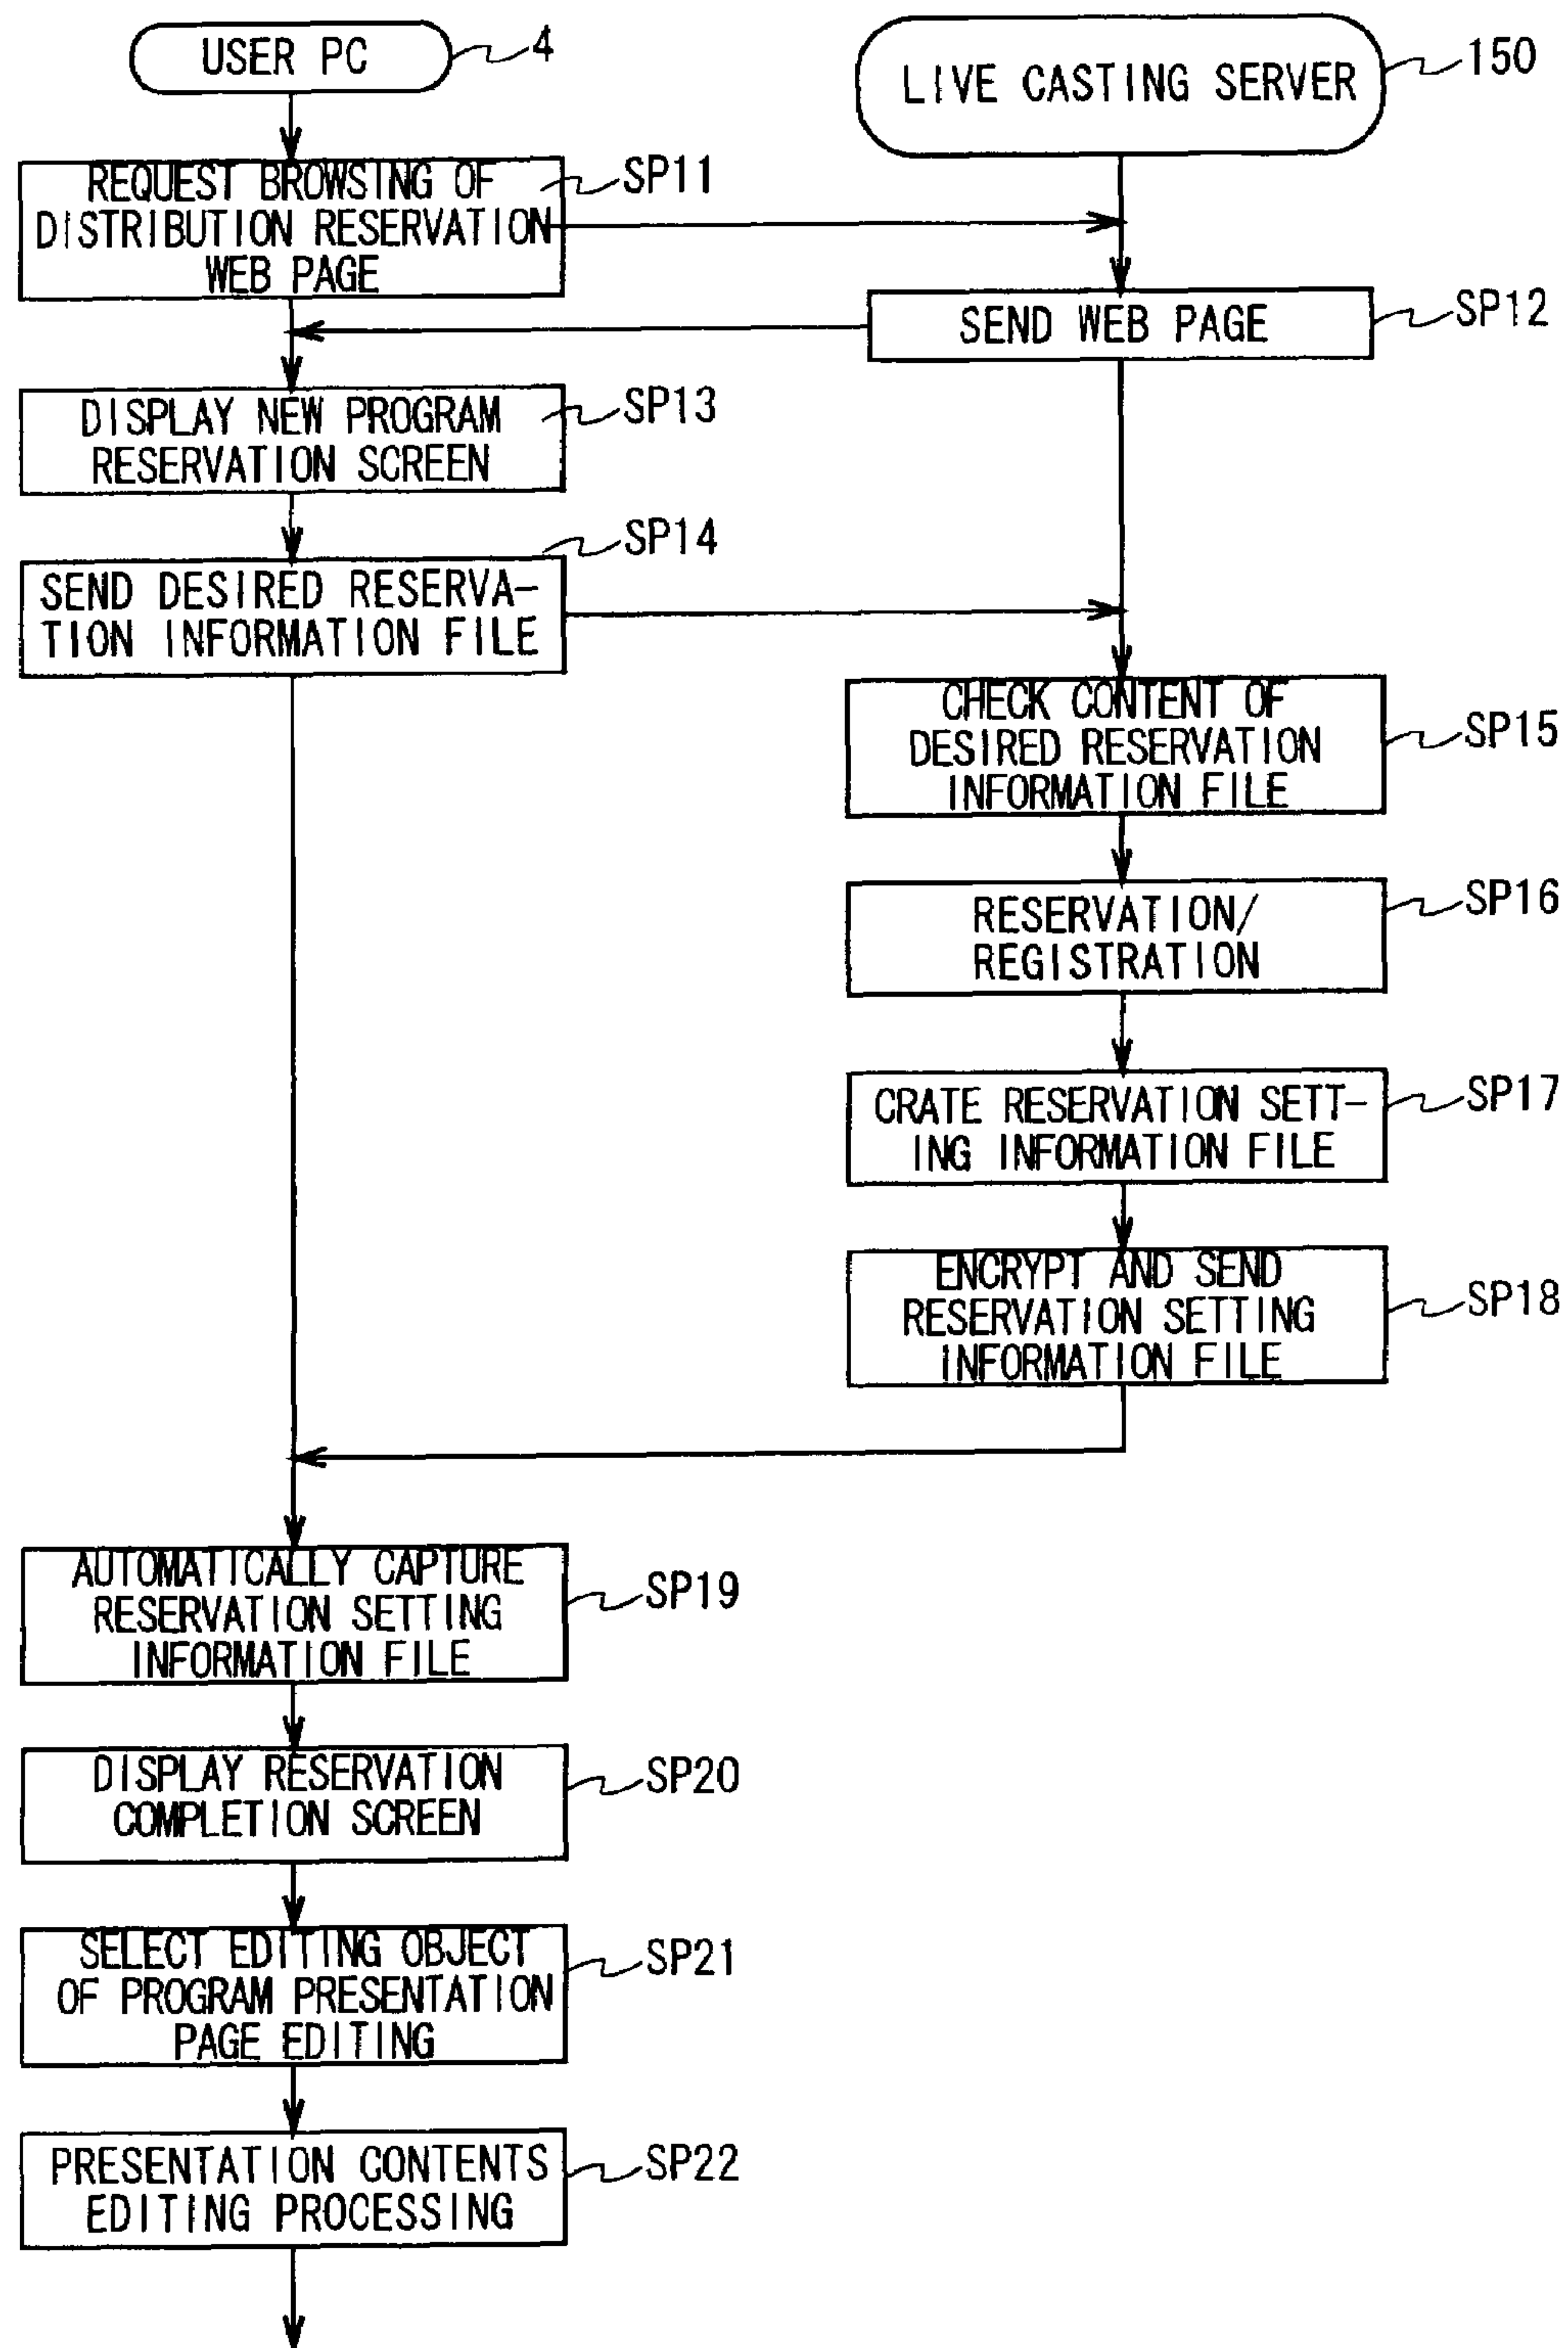 USER PC
4
LIVE CASTING SERVER
150
REQUEST BROWSING OF
DISTRIBUTION RESERVATION
WEB PAGE
SP11
SEND WEB PAGE
SP12
DISPLAY NEW PROGRAM
RESERVATION SCREEN
SP13
SEND DESIRED RESERVA-
TION INFORMATION FILE
SP14
CHECK CONTENT OF
DESIRED RESERVATION
INFORMATION FILE
SP15
RESERVATION/
REGISTRATION
SP16
CRATE RESERVATION SETT-
ING INFORMATION FILE
SP17
ENCRYPT AND SEND
RESERVATION SETTING
INFORMATION FILE
SP18
AUTOMATICALLY CAPTURE
RESERVATION SETTING
INFORMATION FILE
SP19
DISPLAY RESERVATION
COMPLETION SCREEN
SP20
SELECT EDITING OBJECT
OF PROGRAM PRESENTATION
PAGE EDITING
SP21
PRESENTATION CONTENTS
EDITING PROCESSING
SP22